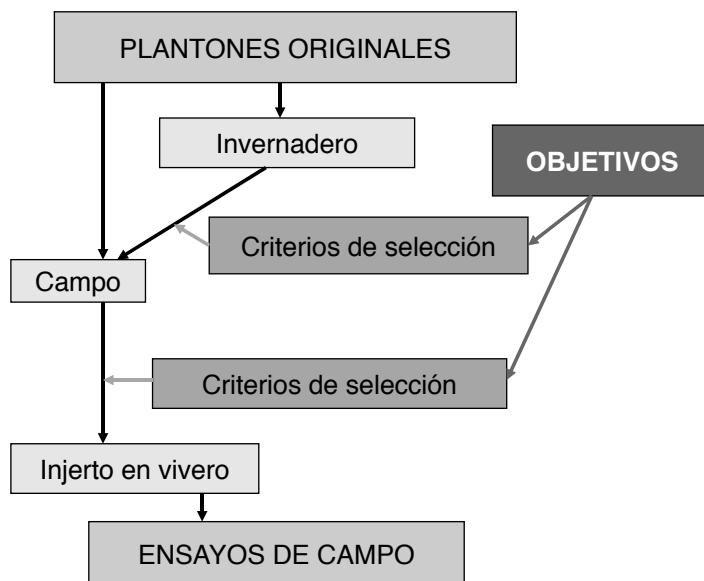 PLANTONES ORIGINALES
Invernadero
OBJETIVOS
Criterios de selección
Campo
Criterios de selección
Injerto en vivero
ENSAYOS DE CAMPO